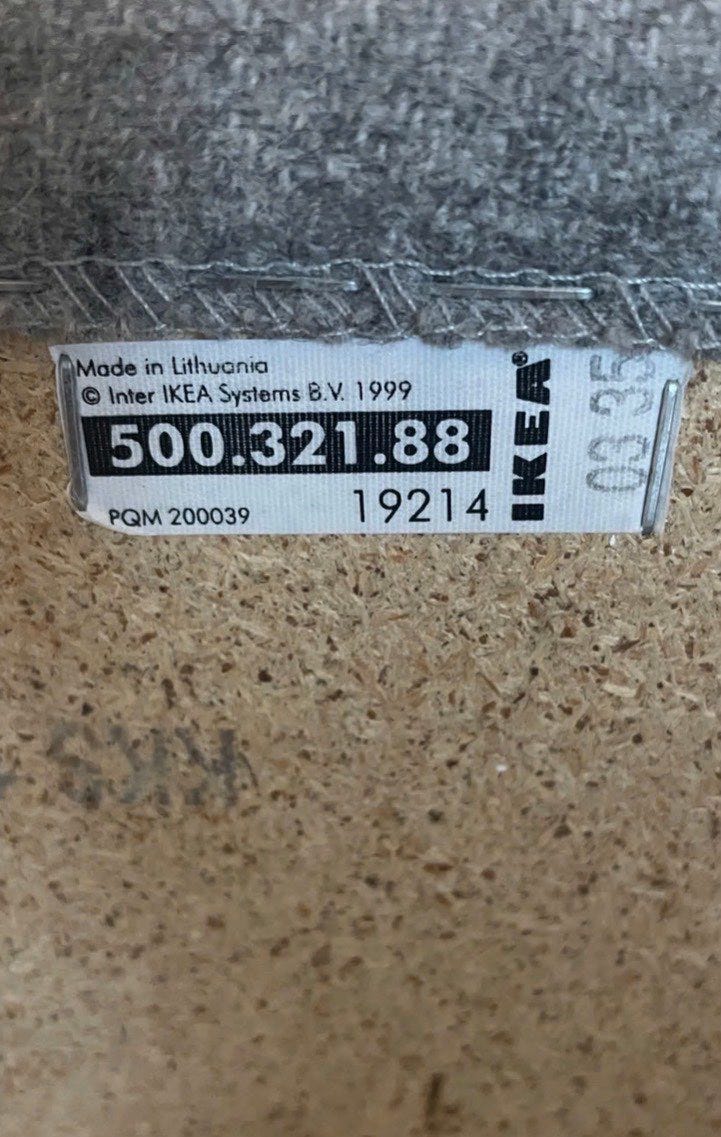 Made in Lithuania
© Inter IKEA Systems B.V. 1999
500.321.88
PQM 200039
19214
IKEA®
03 35